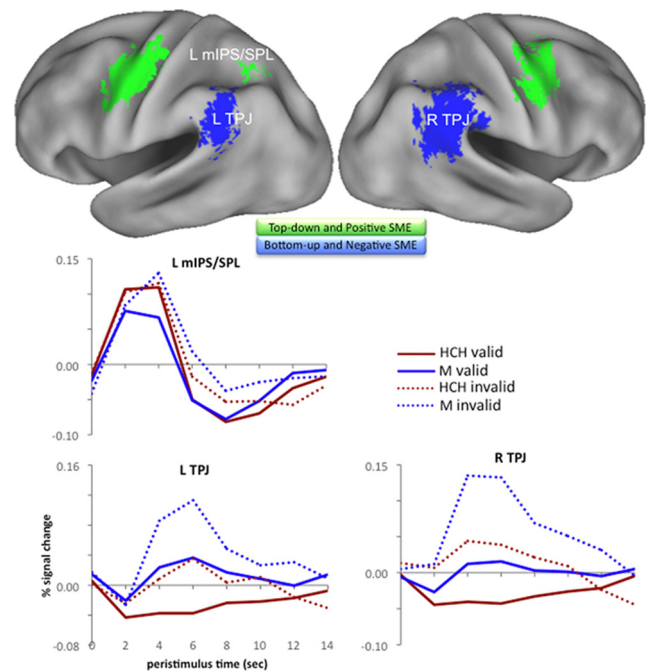 L mIPS/SPL
L TPJ
R TPJ
Top-down and Positive SME
Bottom-up and Negative SME
L mIPS/SPL
0.15
0.00
-0.10
HCH valid
M valid
HCH invalid
M invalid
L TPJ
0.16
0.00
-0.08
% signal change
0 2 4 6 8 10 12 14
peristimulus time (sec)
R TPJ
0.15
0.00
-0.10